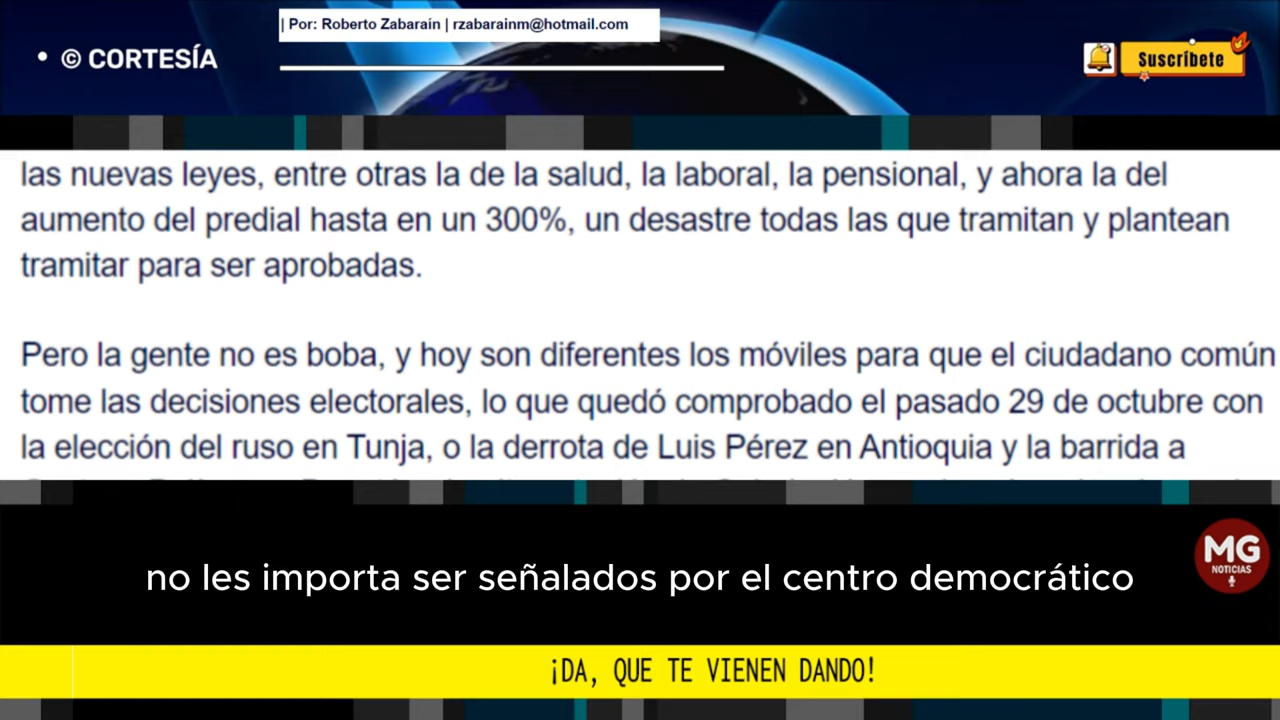 | Por: Roberto Zabaraín | rzabarainm@hotmail.com
• © CORTESÍA
Suscríbete
las nuevas leyes, entre otras la de la salud, la laboral, la pensional, y ahora la del
aumento del predial hasta en un 300%, un desastre todas las que tramitan y plantean
tramitar para ser aprobadas.
Pero la gente no es boba, y hoy son diferentes los móviles para que el ciudadano común
tome las decisiones electorales, lo que quedó comprobado el pasado 29 de octubre con
la elección del ruso en Tunja, o la derrota de Luis Pérez en Antioquia y la barrida a
no les importa ser señalados por el centro democrático
MG
NOTICIAS
¡DA, QUE TE VIENEN DANDO!